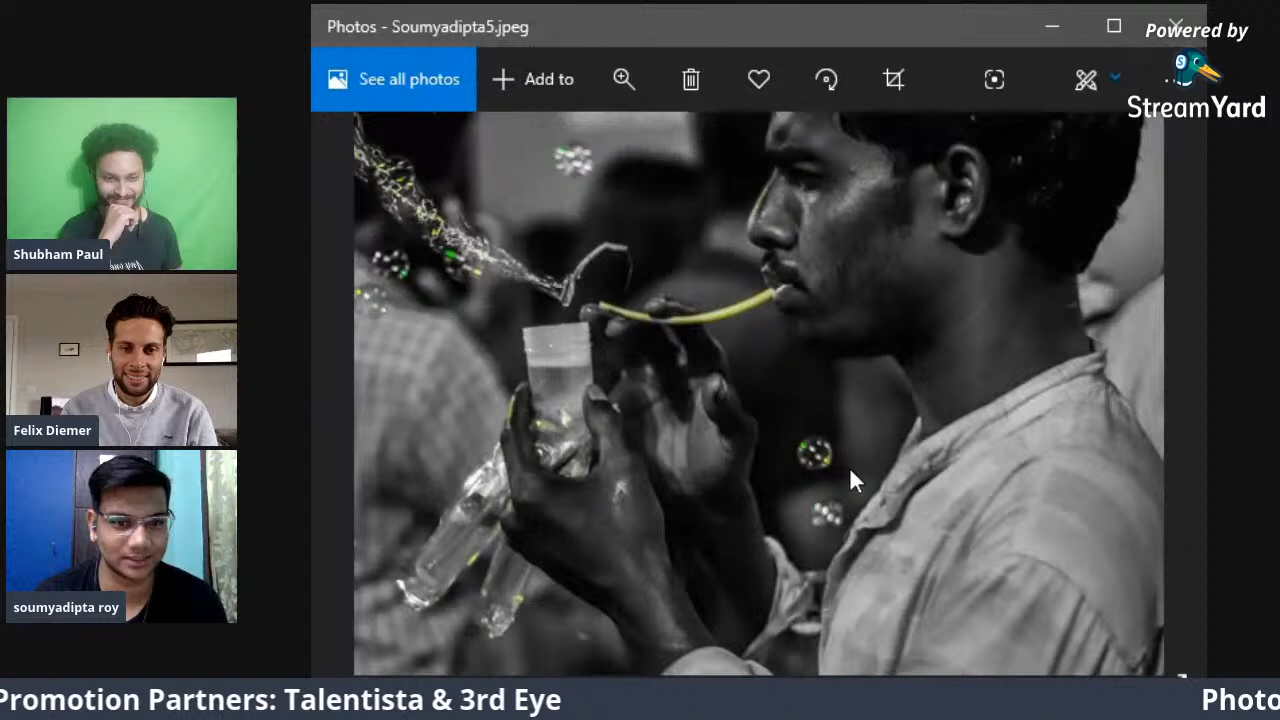 Photos - Soumyadipta5.jpeg
Powered by
See all photos
Add to
StreamYard
Shubham Paul
Felix Diemer
soumyadipta roy
Promotion Partners: Talentista & 3rd Eye
Photo